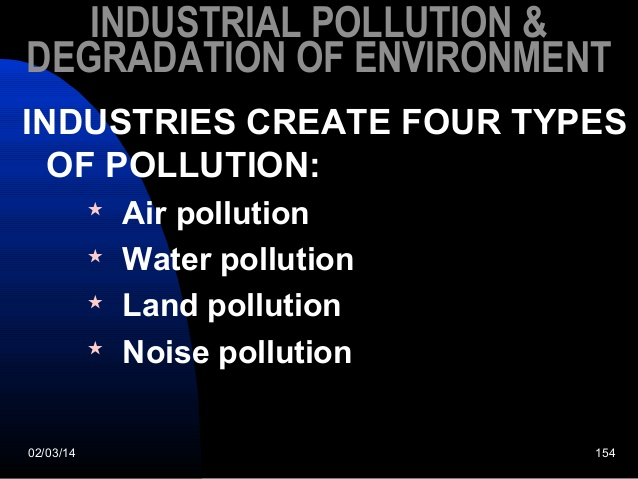 INDUSTRIAL POLLUTION &
DEGRADATION OF ENVIRONMENT
INDUSTRIES CREATE FOUR TYPES
OF POLLUTION:
Air pollution
Water pollution
Land pollution
Noise pollution
02/03/14
154